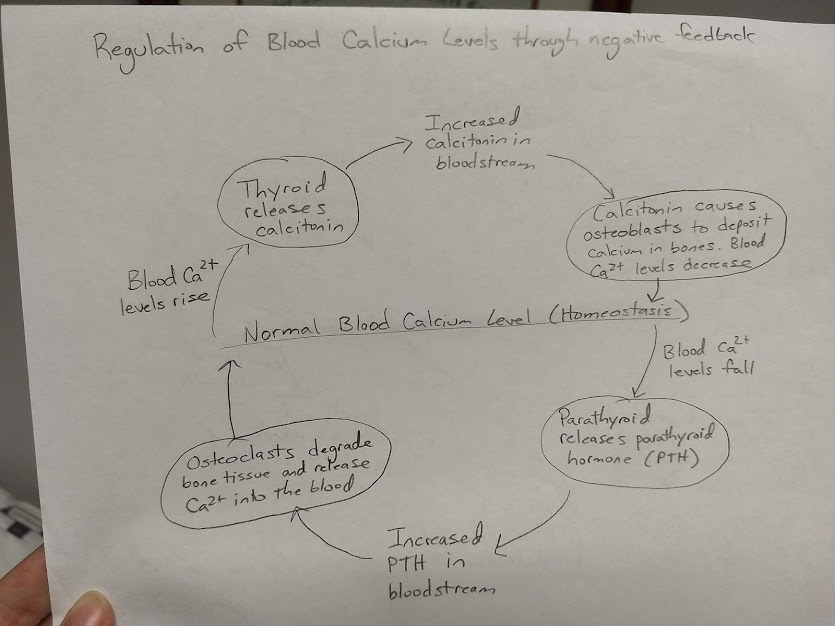 Regulation of Blood Calcium Levels through negative feedback
Increased
calcitonin in
bloodstream
Thyroid
releases
calcitonin
Calcitonin causes
osteoblasts to deposit
calcium in bones. Blood
Ca²⁺ levels decrease
Blood Ca²⁺
levels rise
Normal Blood Calcium Level (Homeostasis)
Blood Ca²⁺
levels fall
Parathyroid
releases parathyroid
hormone (PTH)
Osteoclasts degrade
bone tissue and release
Ca²⁺ into the blood
Increased
PTH in
bloodstream